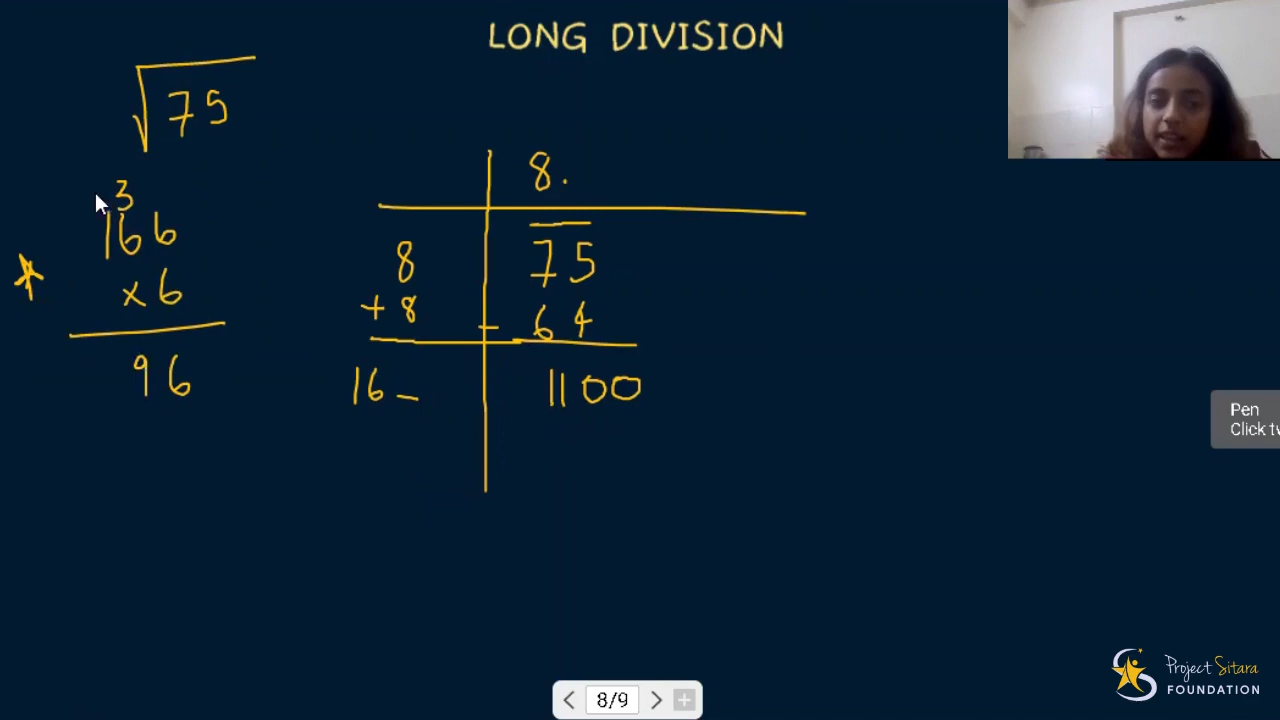 LONG DIVISION
√75
3
166
×6
96
8.
8
75
+8
- 64
16_
1100
Pen
Click
8/9
Project Sitara
FOUNDATION